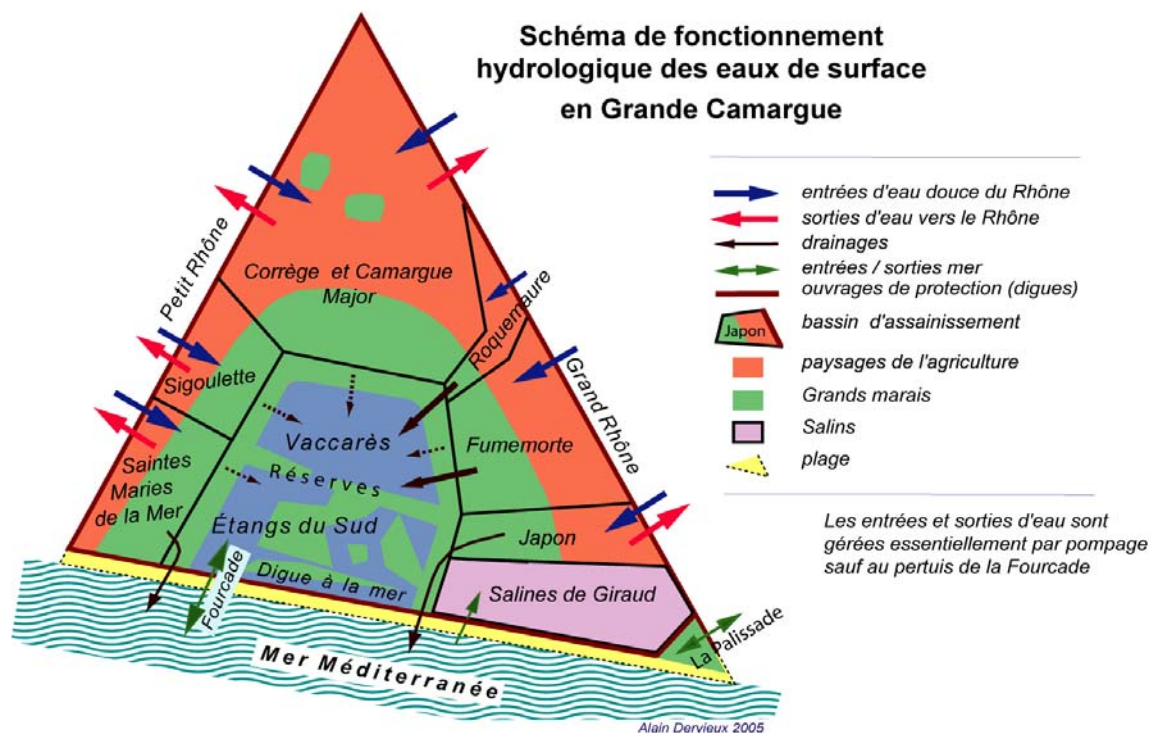 Schéma de fonctionnement
hydrologique des eaux de surface
en Grande Camargue
entrées d'eau douce du Rhône
sorties d'eau vers le Rhône
drainages
entrées / sorties mer
ouvrages de protection (digues)
Japon
bassin d'assainissement
paysages de l'agriculture
Grands marais
Salins
plage
Les entrées et sorties d'eau sont
gérées essentiellement par pompage
sauf au pertuis de la Fourcade
Petit Rhône
Corrège et Camargue
Major
Roquemaure
Grand Rhône
Sigoulette
Vaccarès
Fumemorte
Saintes
Maries
de la Mer
Réserves
Étangs du Sud
Japon
Fourcade
Digue à la mer
Salines de Giraud
La Palissade
Mer Méditerranée
Alain Dervieux 2005